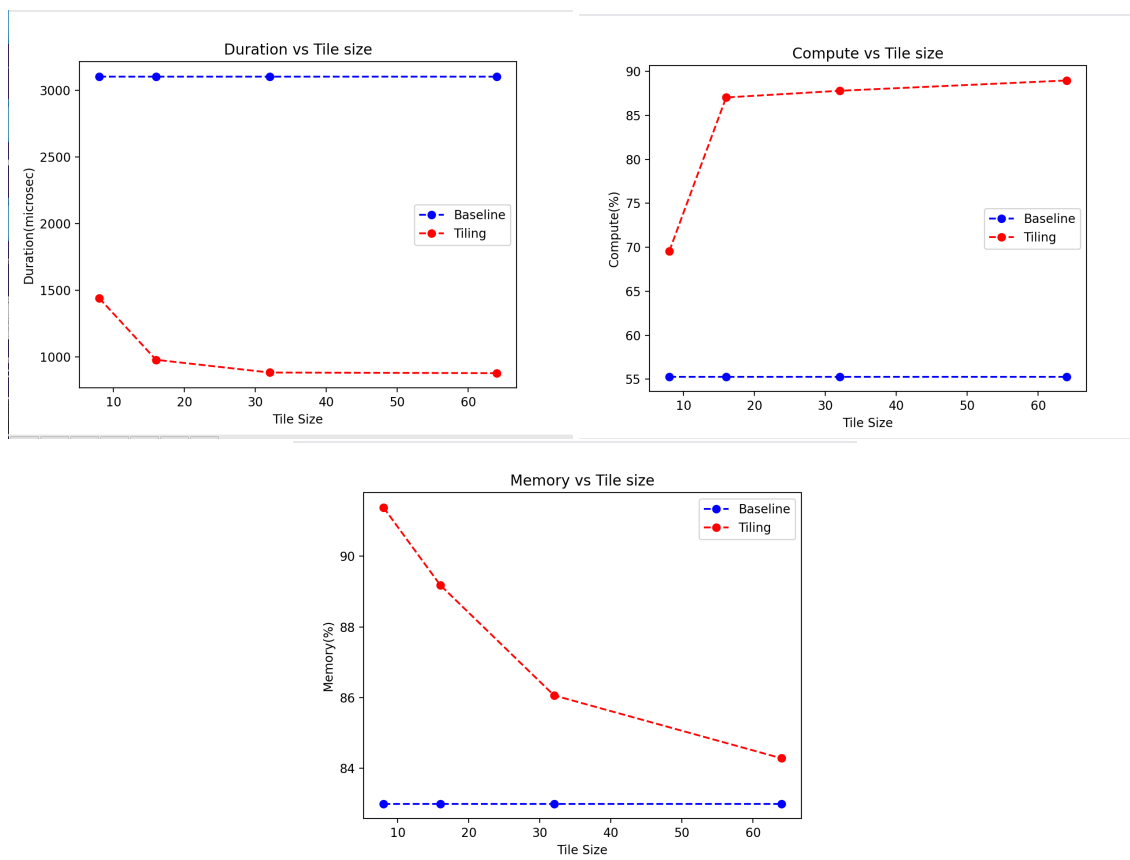 Duration vs Tile size
3000
2500
2000
1500
1000
Duration(microsec)
Baseline
Tiling
10 20 30 40 50 60
Tile Size
Compute vs Tile size
90
85
80
75
70
65
60
55
Compute(%)
Baseline
Tiling
10 20 30 40 50 60
Tile Size
Memory vs Tile size
90
88
86
84
Memory(%)
Baseline
Tiling
10 20 30 40 50 60
Tile Size